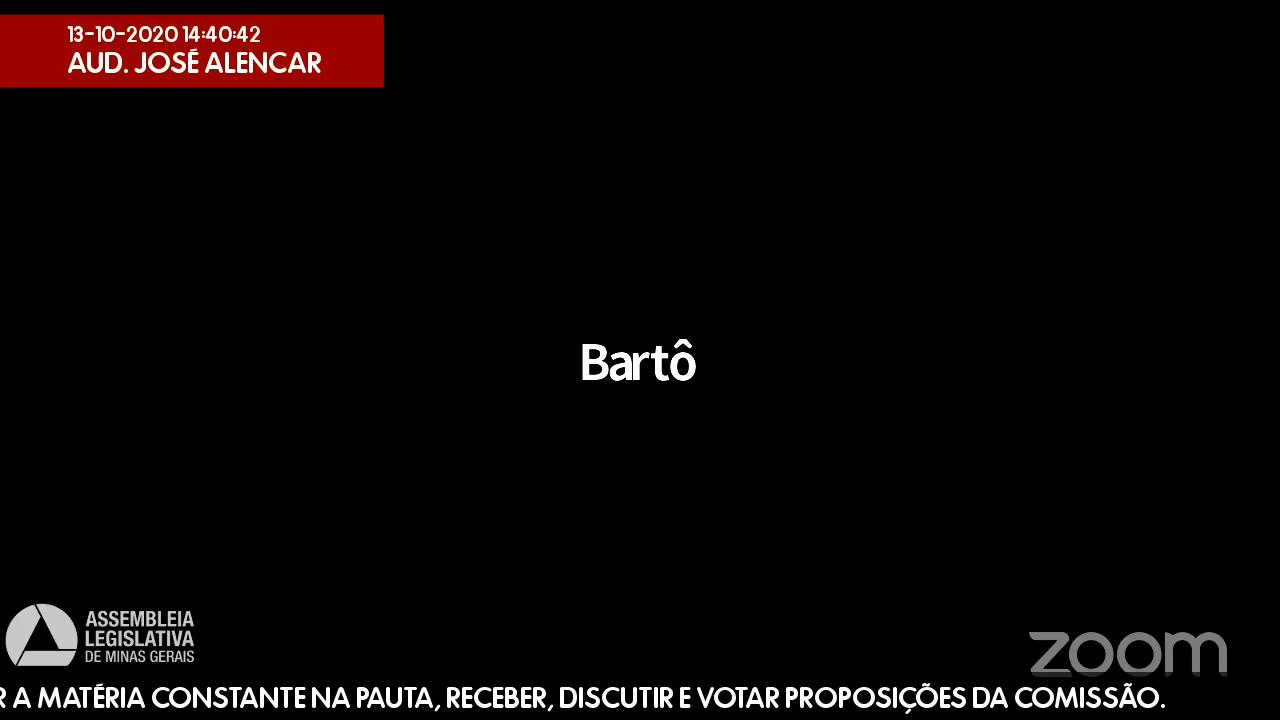 13-10-2020 14:40:42
AUD. JOSÉ ALENCAR
Bartô
ASSEMBLEIA
LEGISLATIVA
DE MINAS GERAIS
zoom
R A MATÉRIA CONSTANTE NA PAUTA, RECEBER, DISCUTIR E VOTAR PROPOSIÇÕES DA COMISSÃO.